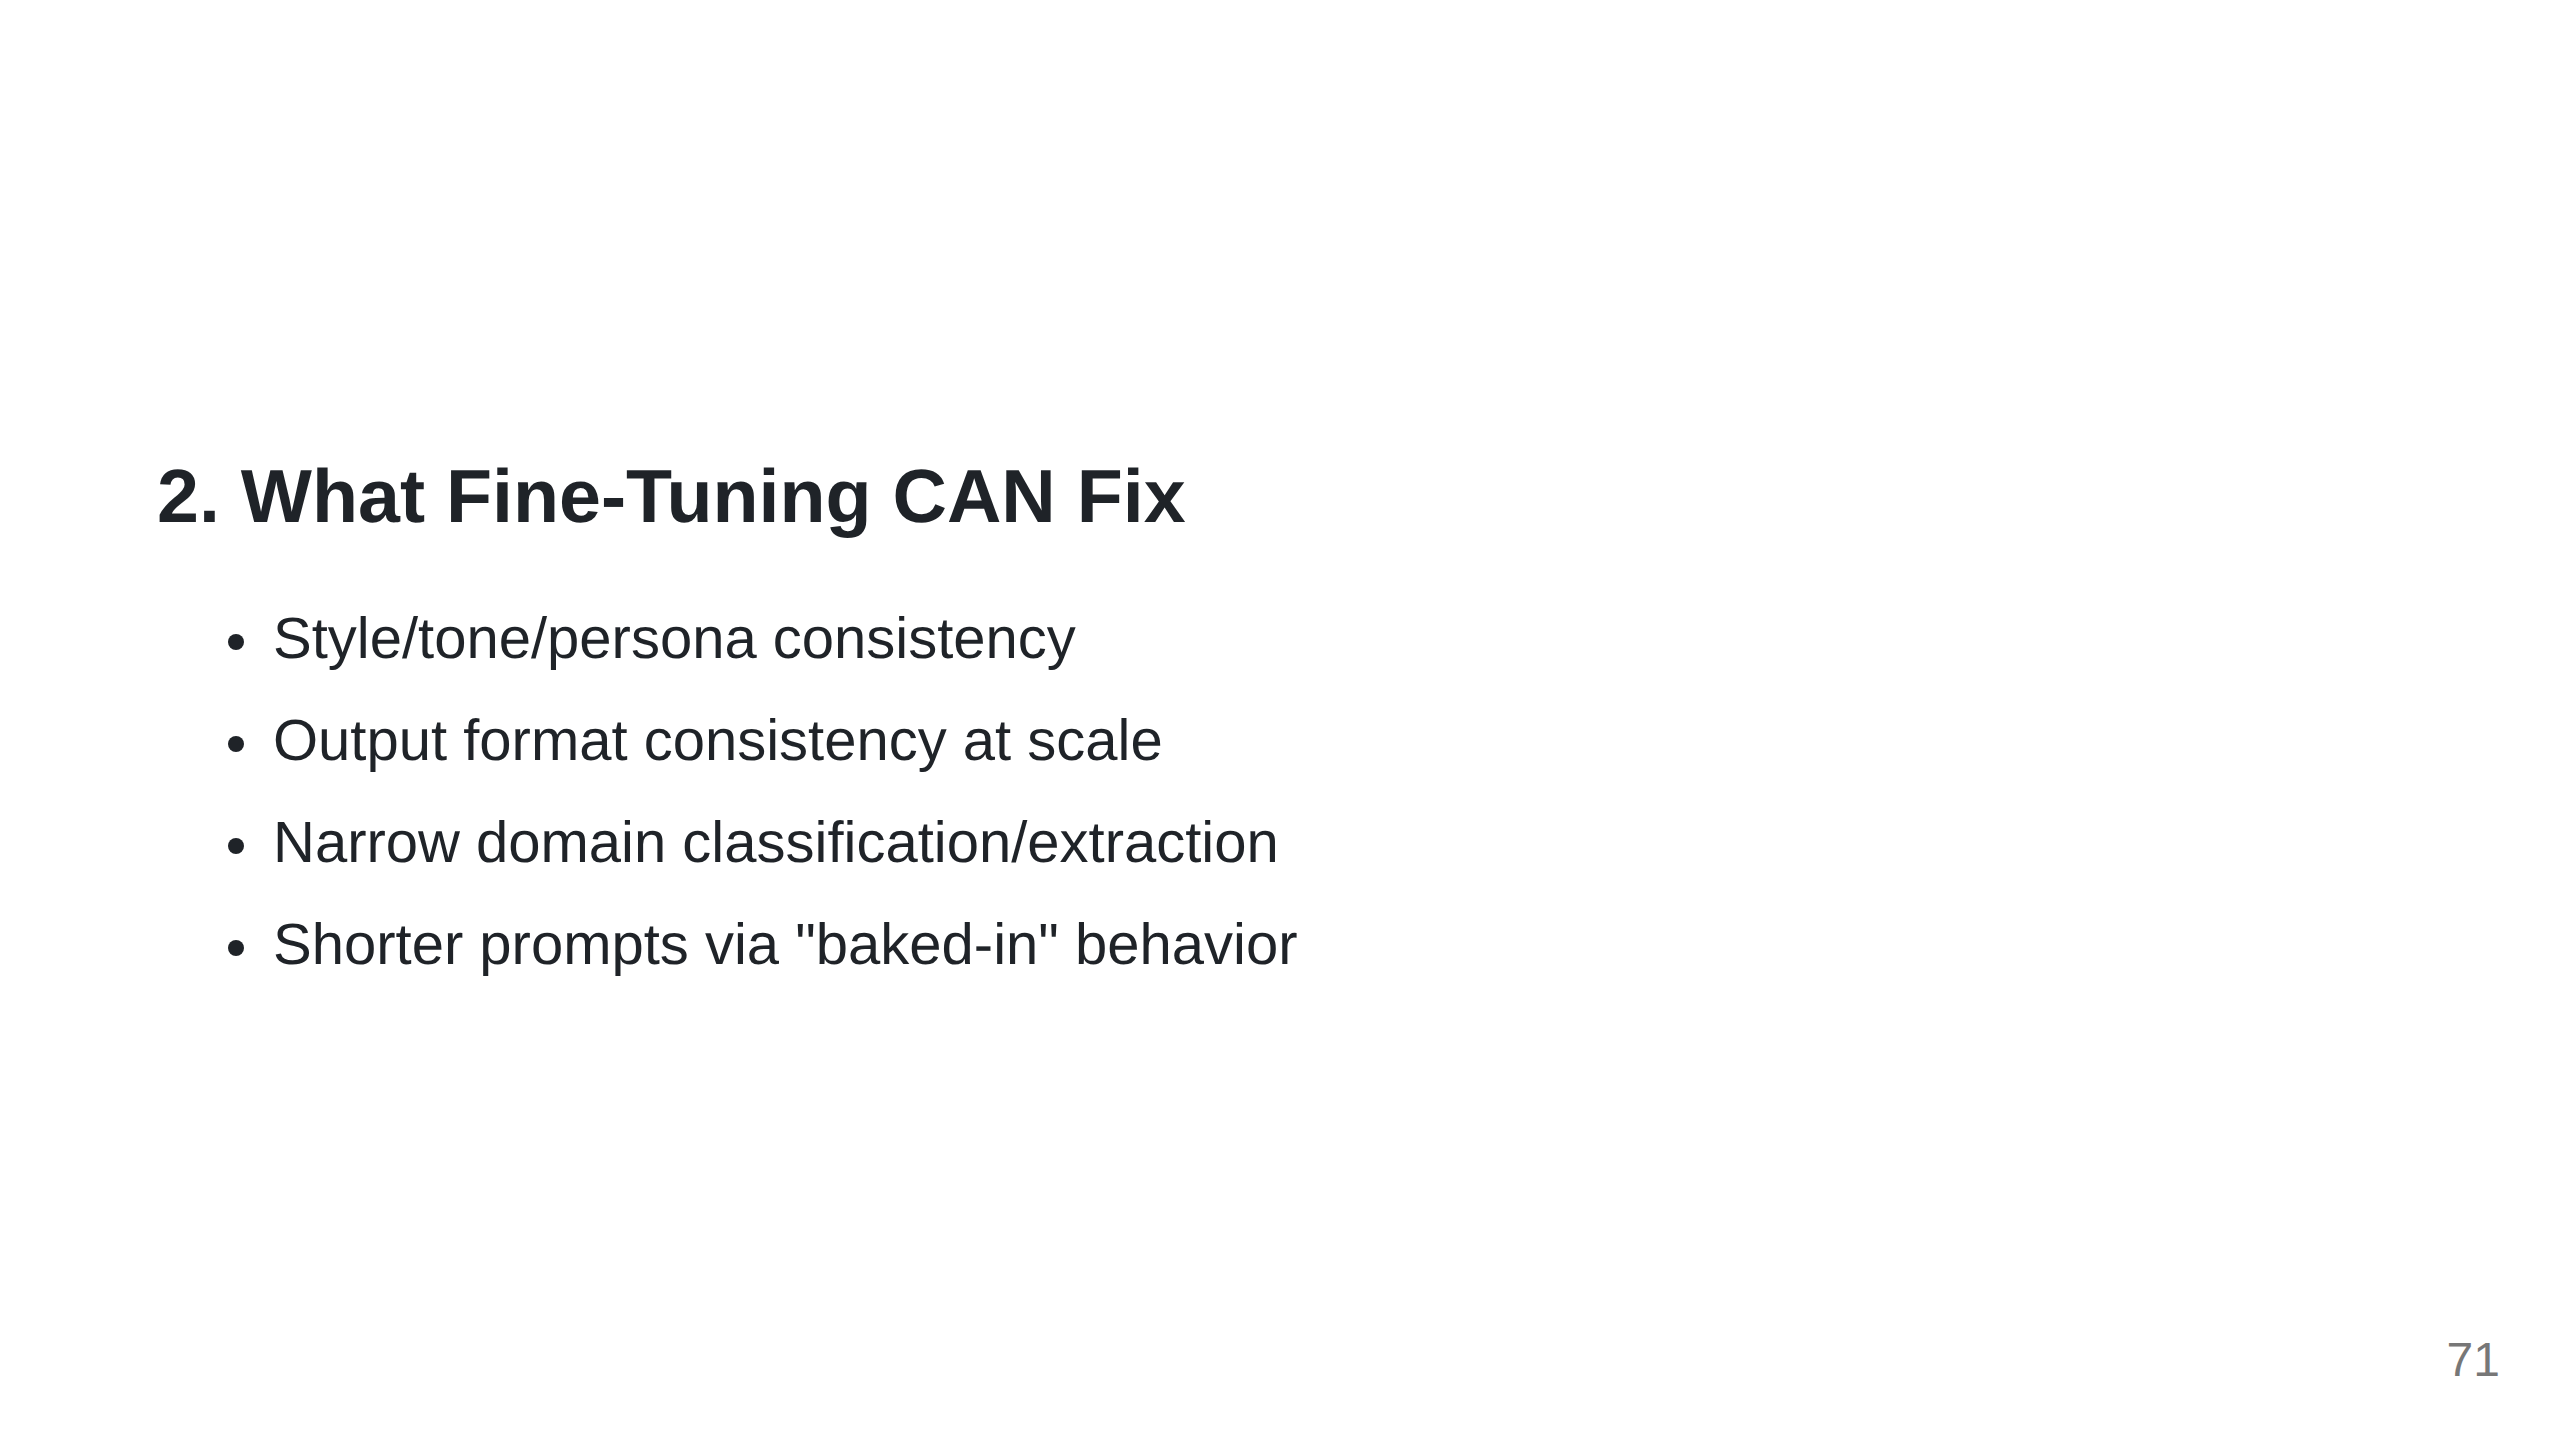 2. What Fine-Tuning CAN Fix
• Style/tone/persona consistency
• Output format consistency at scale
• Narrow domain classification/extraction
• Shorter prompts via "baked-in" behavior
71